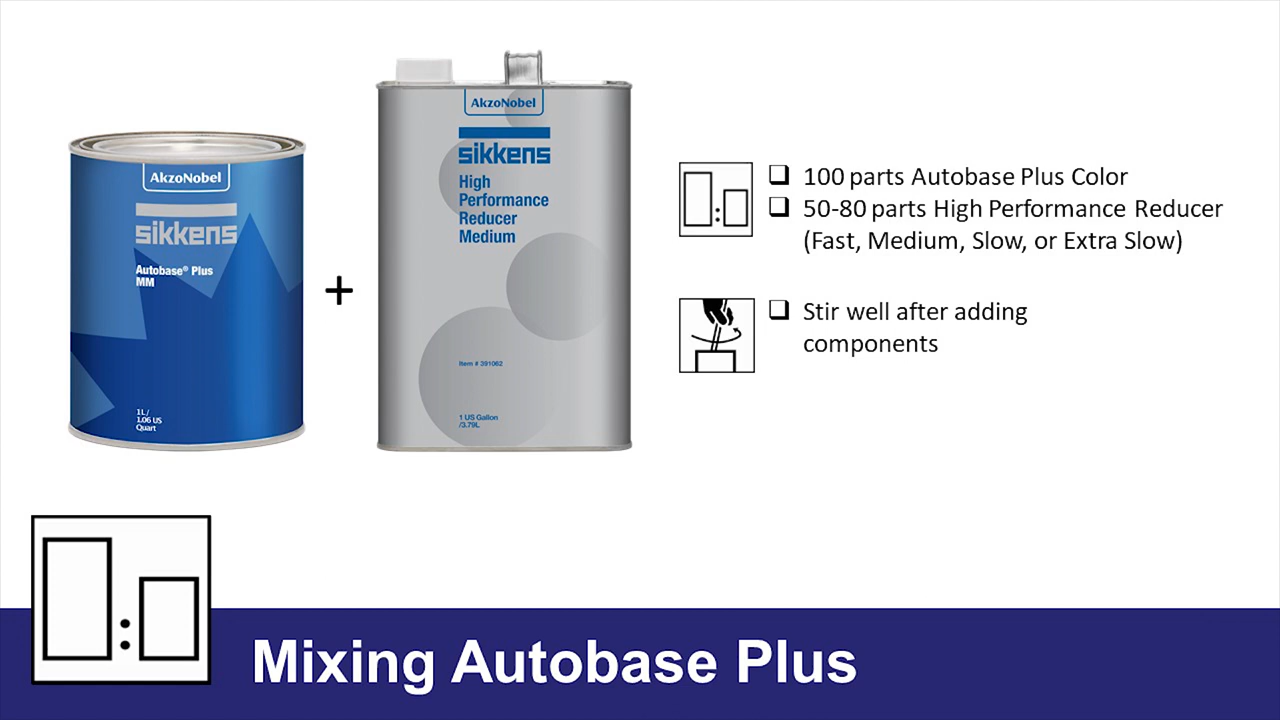 AkzoNobel
sikkens
Autobase® Plus
MM
1 L /
1.06 US
Quart
+
AkzoNobel
sikkens
High
Performance
Reducer
Medium
Item # 391062
1 US Gallon
/3.79L
100 parts Autobase Plus Color
50-80 parts High Performance Reducer
(Fast, Medium, Slow, or Extra Slow)
Stir well after adding
components
Mixing Autobase Plus